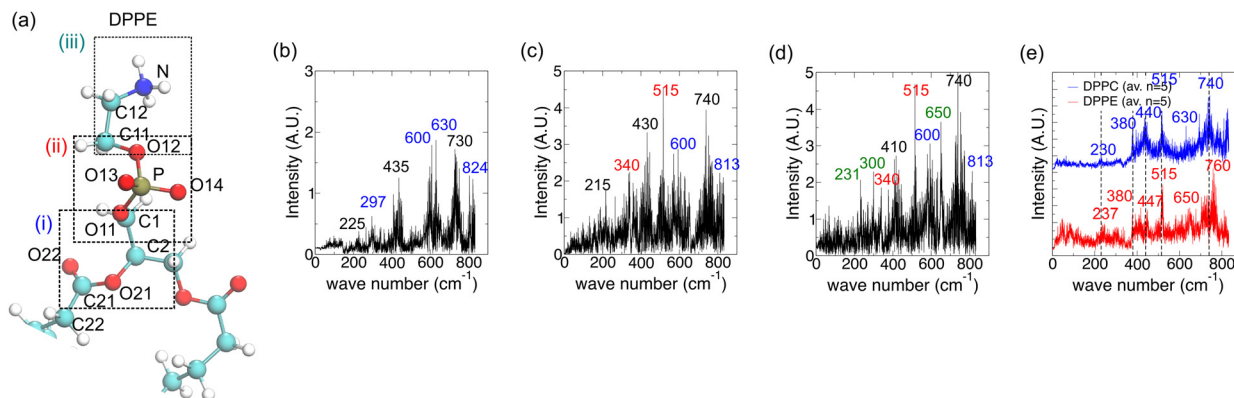 (a)
DPPE
(iii)
N
C12
C11
O12
(ii)
O13
P
O14
(i)
O11
C1
C2
O22
O21
C21
C22
(b)
Intensity (A.U.)
3
2
1
0
0 200 400 600 800
wave number (cm⁻¹)
225
297
435
600
630
730
824
(c)
Intensity (A.U.)
5
4
3
2
1
0
0 200 400 600 800
wave number (cm⁻¹)
215
340
430
515
600
740
813
(d)
Intensity (A.U.)
5
4
3
2
1
0
0 200 400 600 800
wave number (cm⁻¹)
231
300
340
410
515
600
650
740
813
(e)
Intensity (A.U.)
DPPC (av. n=5)
DPPE (av. n=5)
230
380
440
515
630
740
237
380
447
515
650
760
0 200 400 600 800
wave number (cm⁻¹)